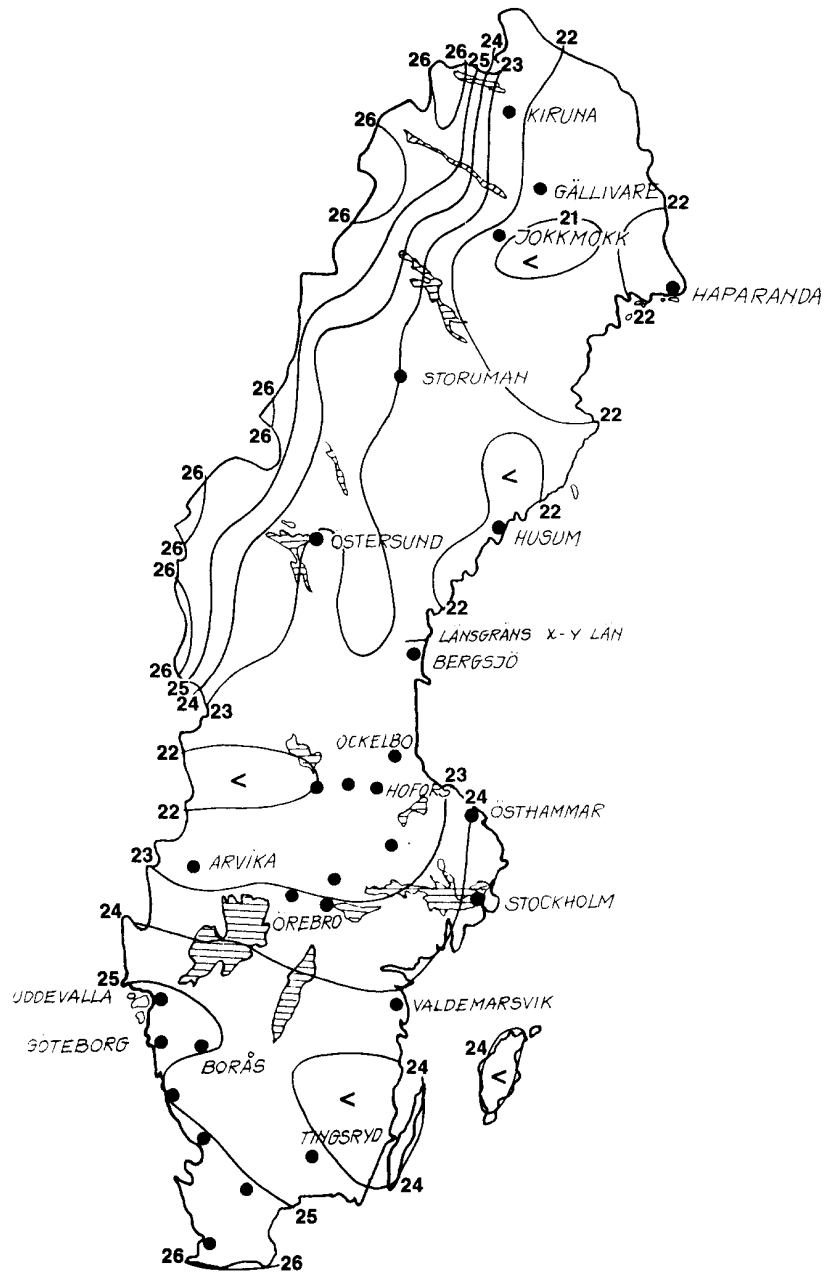 24
22
26
26
25
23
KIRUNA
26
GÄLLIVARE
22
21
26
JOKKMOKK
<
HAPARANDA
22
STORUMAN
26
22
26
26
<
22
ÖSTERSUND
HUSUM
26
26
22
LÄNSGRÄNS X-Y LÄN
BERGSJÖ
26
25
24
23
OCKELBO
22
<
HOFORS
23
24
ÖSTHAMMAR
22
23
ARVIKA
STOCKHOLM
24
ÖREBRO
25
UDDEVALLA
VALDEMARSVIK
GÖTEBORG
BORÅS
24
24
<
<
TINGSRYD
24
25
26
26